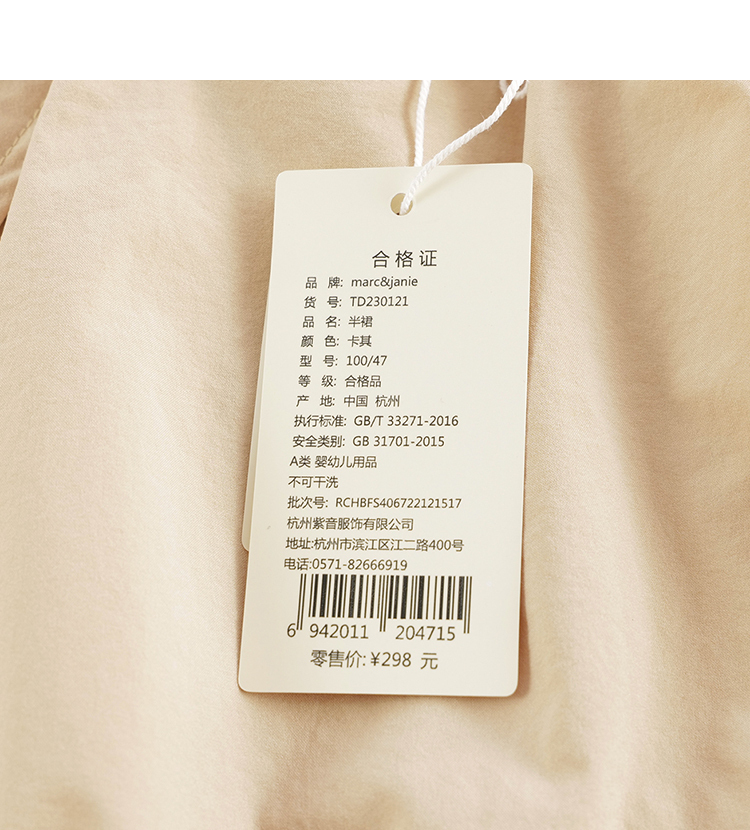 合格证
品 牌: marc&janie
货 号: TD230121
品 名: 半裙
颜 色: 卡其
型 号: 100/47
等 级: 合格品
产 地: 中国 杭州
执行标准: GB/T 33271-2016
安全类别: GB 31701-2015
A类 婴幼儿用品
不可干洗
批次号: RCHBFS406722121517
杭州紫音服饰有限公司
地址:杭州市滨江区江二路400号
电话:0571-82666919
6 942011 204715
零售价: ¥298 元